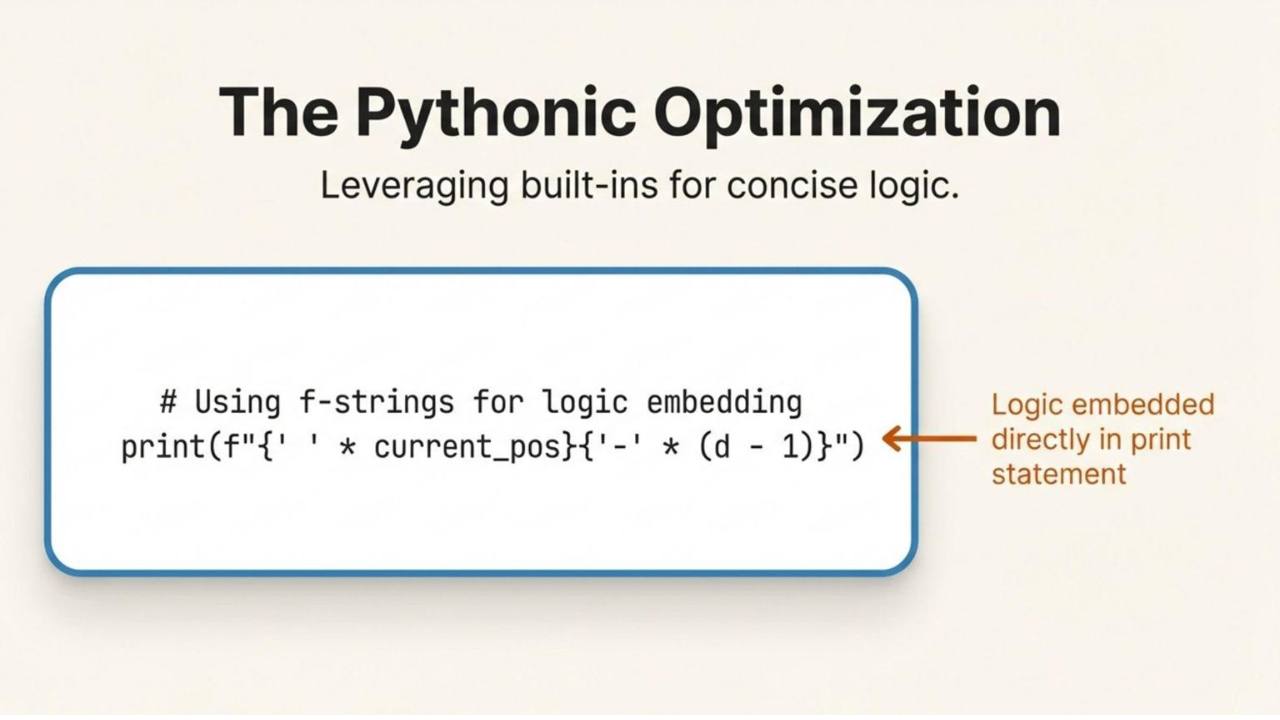 The Pythonic Optimization
Leveraging built-ins for concise logic.
# Using f-strings for logic embedding
print(f"{' ' * current_pos}{'-' * (d - 1)}")
Logic embedded
directly in print
statement